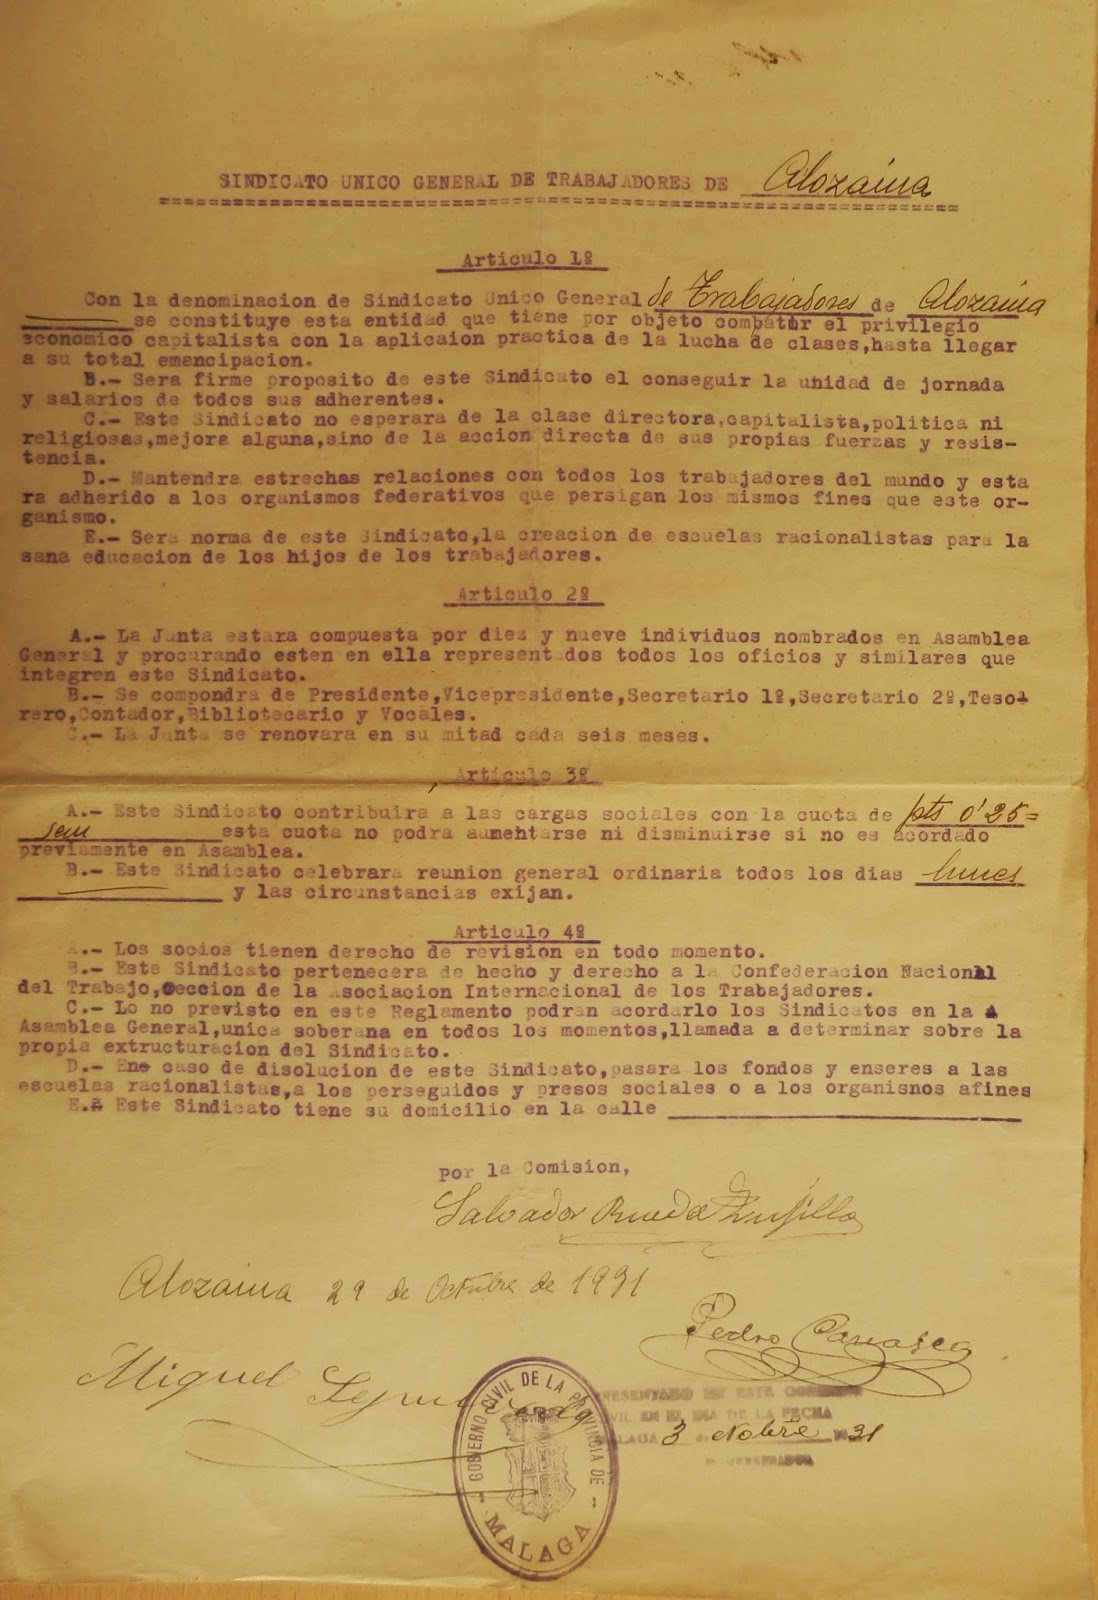 SINDICATO UNICO GENERAL DE TRABAJADORES DE Alozaina
Articulo 1º
Con la denominacion de Sindicato Unico General de Trabajadores de Alozaina
se constituye esta entidad que tiene por objeto combatir el privilegio
economico capitalista con la aplicaion practica de la lucha de clases,hasta llegar
a su total emancipacion.
B.- Sera firme proposito de este Sindicato el conseguir la unidad de jornada
y salarios de todos sus adherentes.
C.- Este Sindicato no esperara de la clase directora,capitalista,politica ni
religiosas,mejora alguna,sino de la accion directa de sus propias fuerzas y resis-
tencia.
D.- Mantendra estrechas relaciones con todos los trabajadores del mundo y esta
ra adherido a los organismos federativos que persigan los mismos fines que este or-
ganismo.
E.- Sera norma de este Sindicato,la creacion de escuelas racionalistas para la
sana educacion de los hijos de los trabajadores.
Articulo 2º
A.- La Junta estara compuesta por diez y nueve individuos nombrados en Asamblea
General y procurando esten en ella representados todos los oficios y similares que
integren este Sindicato.
B.- Se compondra de Presidente,Vicepresidente,Secretario 1º,Secretario 2º,Teso-
rero,Contador,Bibliotecario y Vocales.
C.- La Junta se renovara en su mitad cada seis meses.
Articulo 3º
A.- Este Sindicato contribuira a las cargas sociales con la cuota de pts 0'25=
sem esta cuota no podra aumentarse ni disminuirse si no es acordado
previamente en Asamblea.
B.- Este Sindicato celebrara reunion general ordinaria todos los dias lunes
y las circunstancias exijan.
Articulo 4º
A.- Los socios tienen derecho de revision en todo momento.
B.- Este Sindicato pertenecera de hecho y derecho a la Confederacion Nacional
del Trabajo,seccion de la Asociacion Internacional de los Trabajadores.
C.- Lo no previsto en este Reglamento podran acordarlo los Sindicatos en la
Asamblea General,unica soberana en todos los momentos,llamada a determinar sobre la
propia extructuracion del Sindicato.
D.- En caso de disolucion de este Sindicato,pasara los fondos y enseres a las
escuelas racionalistas,a los perseguidos y presos sociales o a los organisnos afines
E.- Este Sindicato tiene su domicilio en la calle
por la Comision,
Salvador Rueda Trujillo
Alozaina 29 de Octubre de 1931
Pedro Carrasco
Miguel Sepulveda
GOBIERNO CIVIL DE LA PROVINCIA DE
MALAGA
PRESENTADO EN ESTE GOBIERNO
CIVIL EN EL DIA DE LA FECHA
MALAGA 3 de 1931
GOBERNADOR